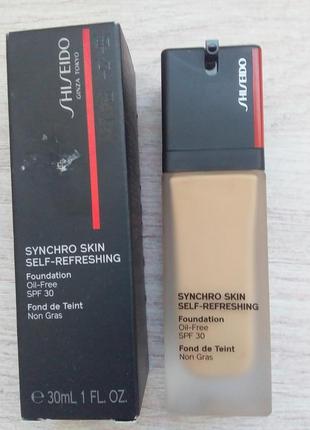 SHISEIDO
GINZA TOKYO
SYNCHRO SKIN
SELF-REFRESHING
Foundation
Oil-Free
SPF 30
Fond de Teint
Non Gras
℮ 30mL 1 FL. OZ.
SHISEIDO
SYNCHRO SKIN
SELF-REFRESHING
Foundation
Oil-Free
SPF 30
Fond de Teint
Non Gras